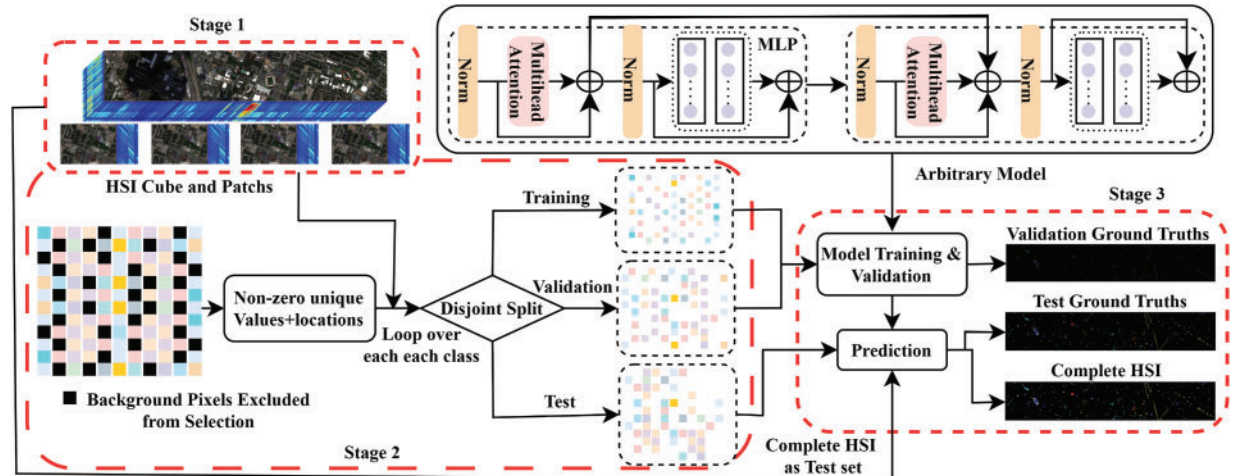 Stage 1
HSI Cube and Patchs
Norm
Multihead
Attention
Norm
MLP
Norm
Multihead
Attention
Norm
Arbitrary Model
Non-zero unique
Values+locations
Background Pixels Excluded
from Selection
Loop over
each each class
Disjoint Split
Training
Validation
Test
Stage 2
Stage 3
Model Training &
Validation
Prediction
Validation Ground Truths
Test Ground Truths
Complete HSI
Complete HSI
as Test set